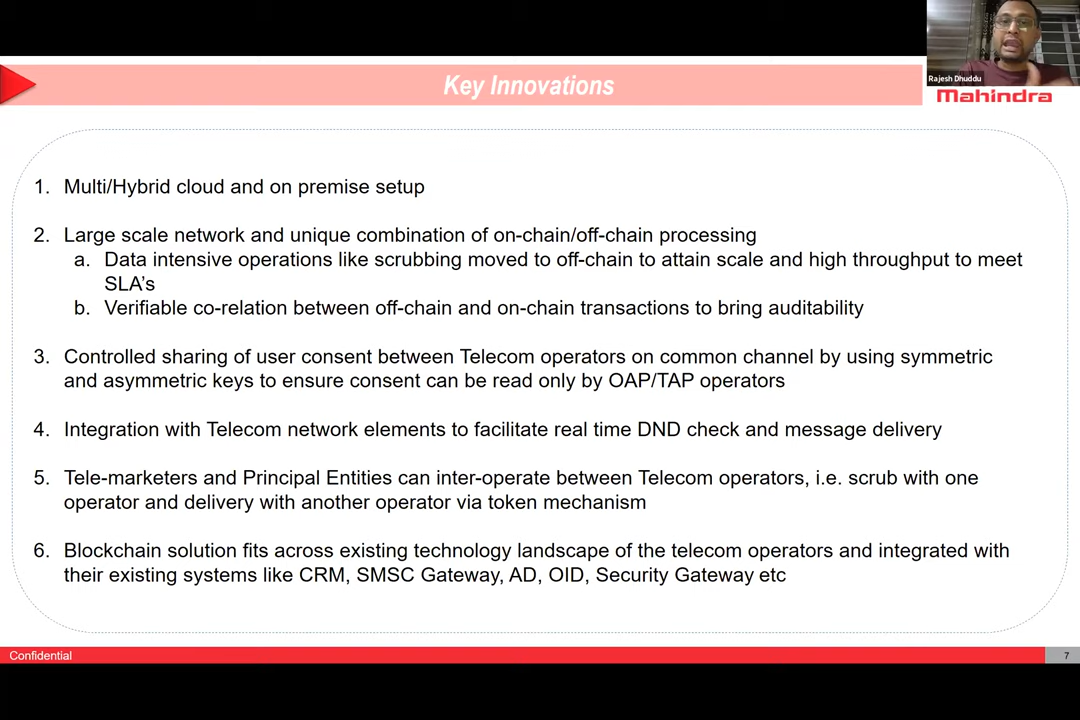 Rajesh Dhuddu
Mahindra
Key Innovations
1. Multi/Hybrid cloud and on premise setup
2. Large scale network and unique combination of on-chain/off-chain processing
a. Data intensive operations like scrubbing moved to off-chain to attain scale and high throughput to meet
SLA’s
b. Verifiable co-relation between off-chain and on-chain transactions to bring auditability
3. Controlled sharing of user consent between Telecom operators on common channel by using symmetric
and asymmetric keys to ensure consent can be read only by OAP/TAP operators
4. Integration with Telecom network elements to facilitate real time DND check and message delivery
5. Tele-marketers and Principal Entities can inter-operate between Telecom operators, i.e. scrub with one
operator and delivery with another operator via token mechanism
6. Blockchain solution fits across existing technology landscape of the telecom operators and integrated with
their existing systems like CRM, SMSC Gateway, AD, OID, Security Gateway etc
Confidential
7